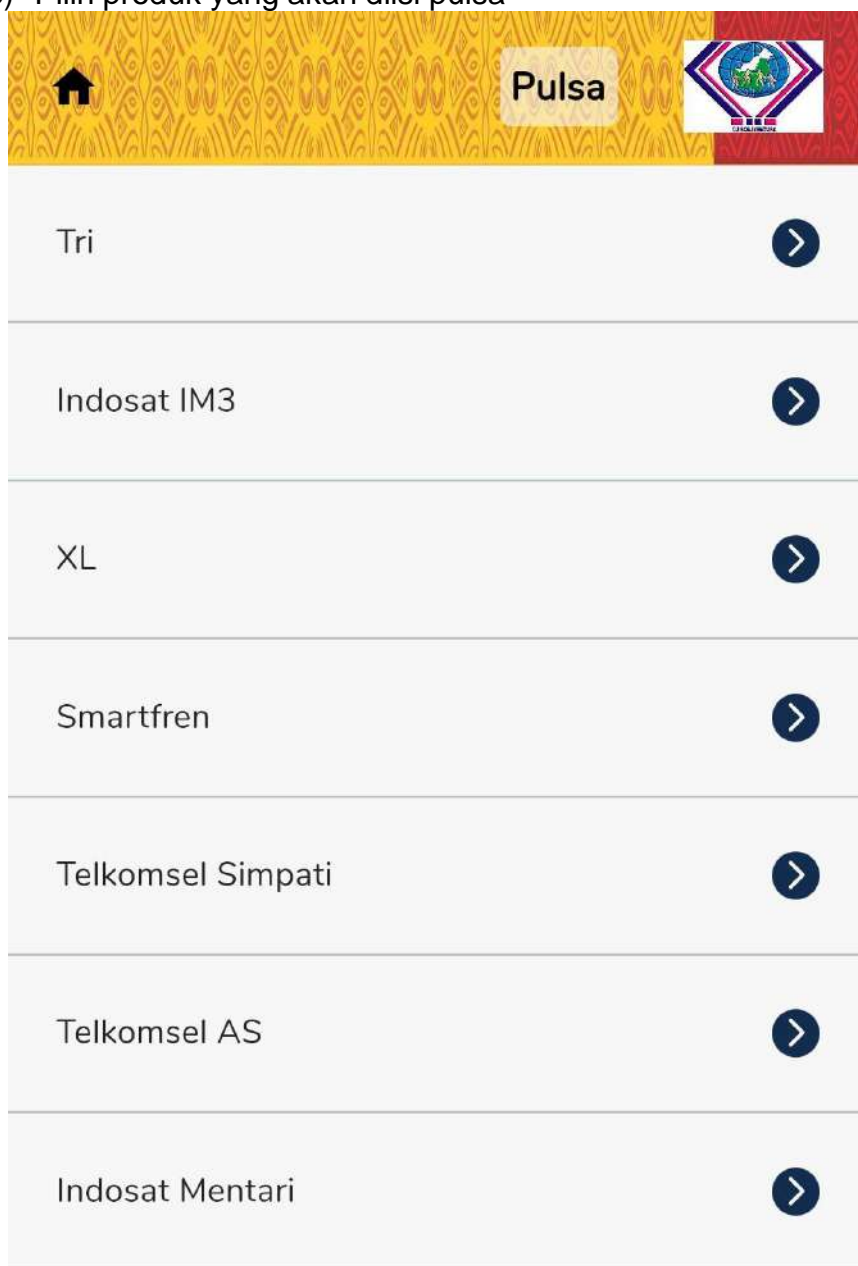 Pilih produk yang akan diisi pulsa
Pulsa
Tri
Indosat IM3
XL
Smartfren
Telkomsel Simpati
Telkomsel AS
Indosat Mentari